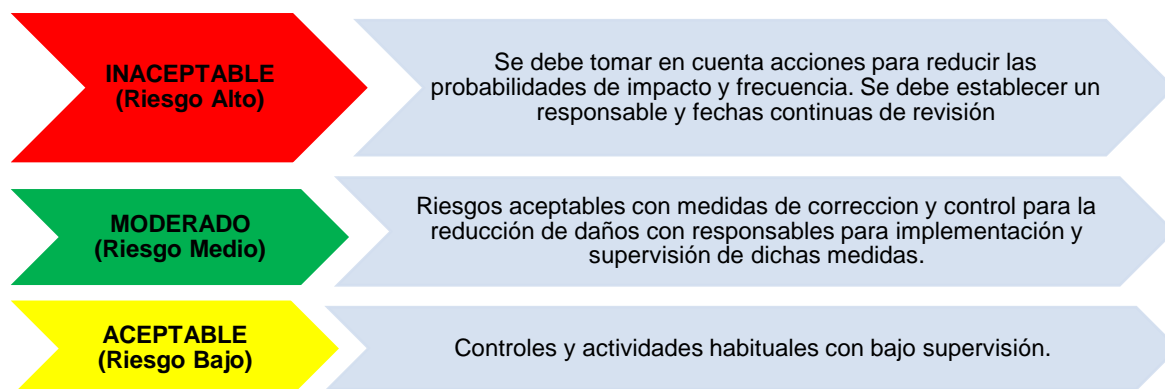 INACEPTABLE
(Riesgo Alto)
Se debe tomar en cuenta acciones para reducir las
probabilidades de impacto y frecuencia. Se debe establecer un
responsable y fechas continuas de revisión
MODERADO
(Riesgo Medio)
Riesgos aceptables con medidas de correccion y control para la
reducción de daños con responsables para implementación y
supervisión de dichas medidas.
ACEPTABLE
(Riesgo Bajo)
Controles y actividades habituales con bajo supervisión.